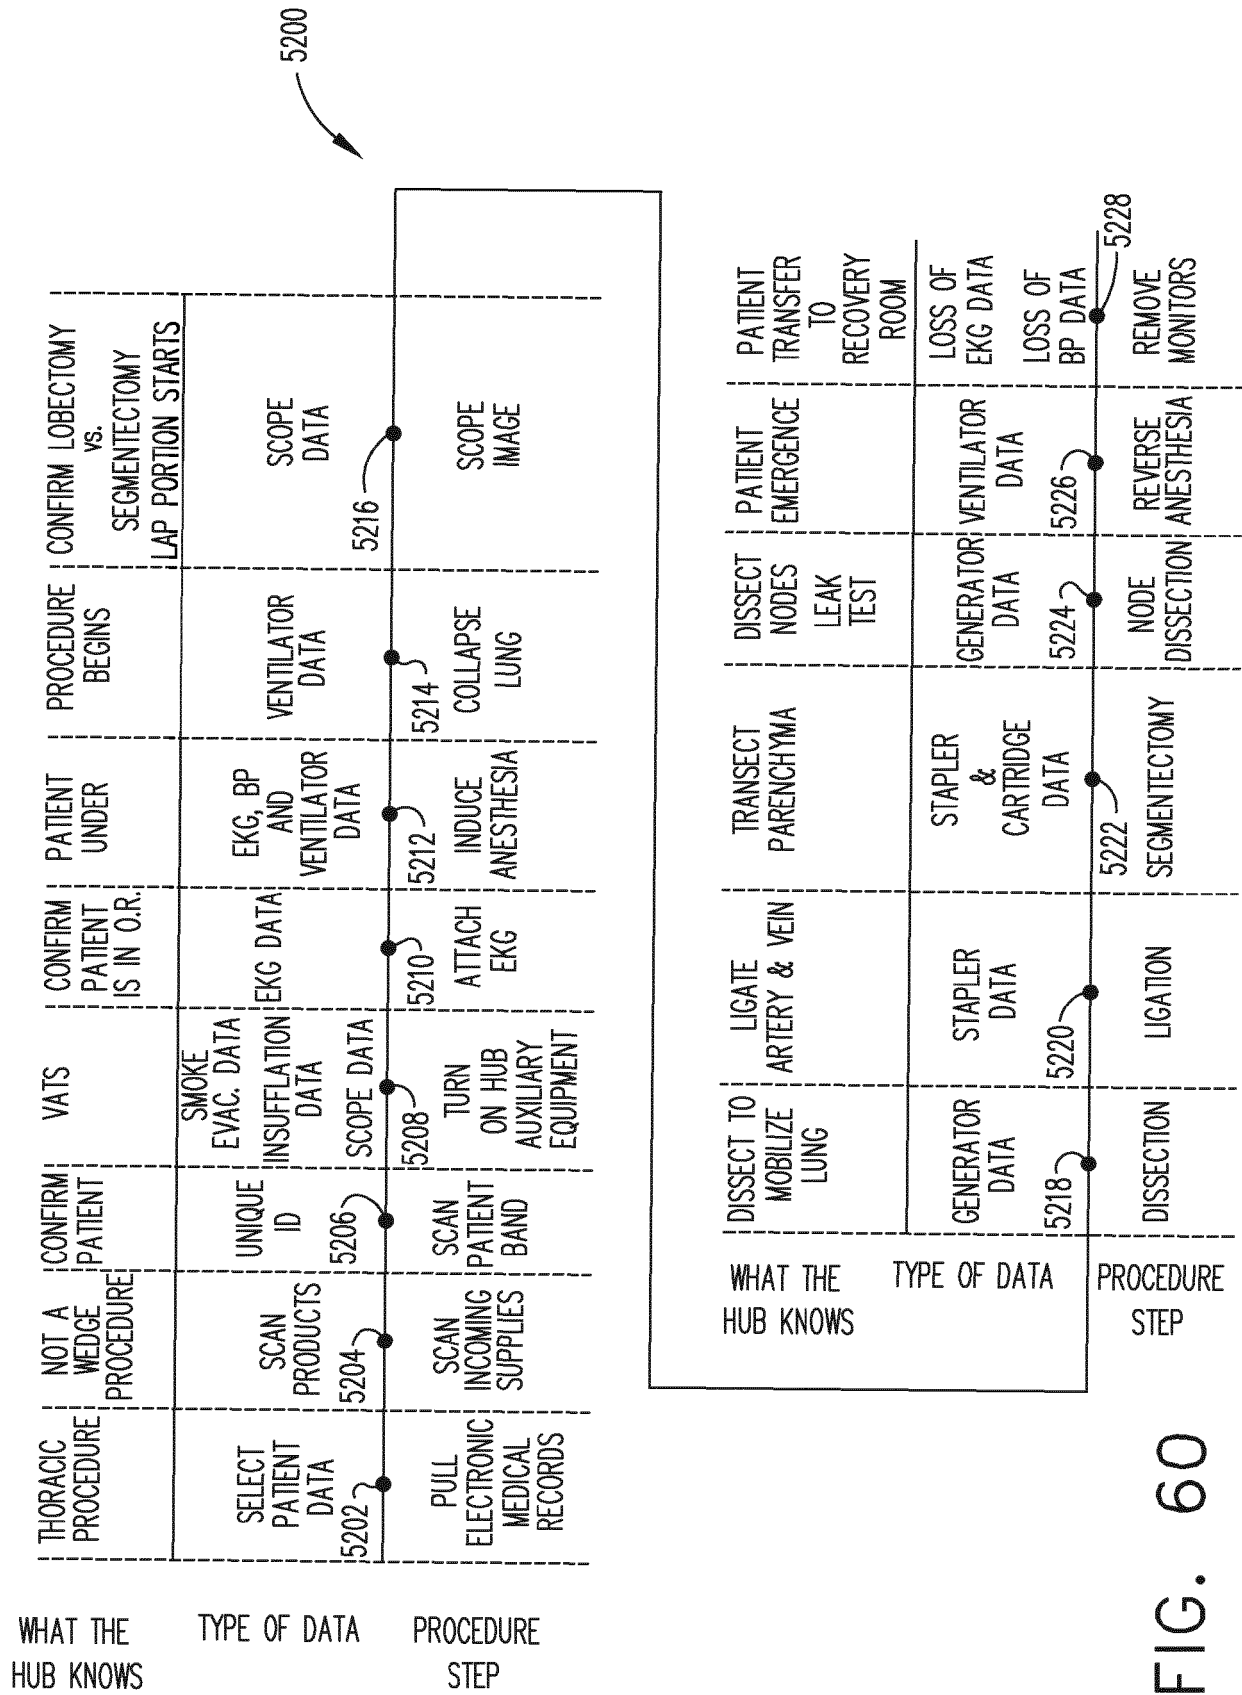 5200
WHAT THE
HUB KNOWS
THORACIC
PROCEDURE
NOT A
WEDGE
PROCEDURE
CONFIRM
PATIENT
VATS
CONFIRM
PATIENT
IS IN O.R.
PATIENT
UNDER
PROCEDURE
BEGINS
CONFIRM LOBECTOMY
vs.
SEGMENTECTOMY
LAP PORTION STARTS
TYPE OF DATA
SELECT
PATIENT
DATA
SCAN
PRODUCTS
UNIQUE
ID
SMOKE
EVAC. DATA
INSUFFLATION
DATA
SCOPE DATA
EKG DATA
EKG, BP
AND
VENTILATOR
DATA
VENTILATOR
DATA
SCOPE
DATA
5202
5204
5206
5208
5210
5212
5214
5216
PROCEDURE
STEP
PULL
ELECTRONIC
MEDICAL
RECORDS
SCAN
INCOMING
SUPPLIES
SCAN
PATIENT
BAND
TURN
ON HUB
AUXILIARY
EQUIPMENT
ATTACH
EKG
INDUCE
ANESTHESIA
COLLAPSE
LUNG
SCOPE
IMAGE
WHAT THE
HUB KNOWS
DISSECT TO
MOBILIZE
LUNG
LIGATE
ARTERY & VEIN
TRANSECT
PARENCHYMA
DISSECT
NODES
LEAK
TEST
PATIENT
EMERGENCE
PATIENT
TRANSFER
TO
RECOVERY
ROOM
TYPE OF DATA
GENERATOR
DATA
STAPLER
DATA
STAPLER
&
CARTRIDGE
DATA
GENERATOR
DATA
VENTILATOR
DATA
LOSS OF
EKG DATA
LOSS OF
BP DATA
5218
5220
5222
5224
5226
5228
PROCEDURE
STEP
DISSECTION
LIGATION
SEGMENTECTOMY
NODE
DISSECTION
REVERSE
ANESTHESIA
REMOVE
MONITORS
FIG. 60